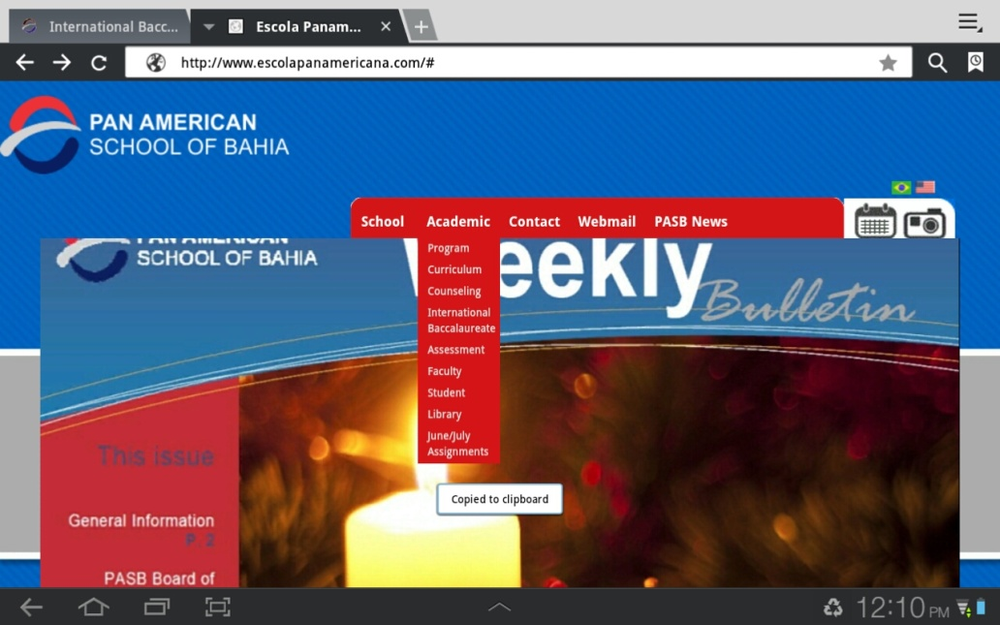 International Bacc...
Escola Panam...
http://www.escolapanamericana.com/#
PAN AMERICAN
SCHOOL OF BAHIA
School Academic Contact Webmail PASB News
PAN AMERICAN
SCHOOL OF BAHIA
Weekly
Bulletin
Program
Curriculum
Counseling
International
Baccalaureate
Assessment
Faculty
Student
Library
June/July
Assignments
This issue
General Information
P. 2
PASB Board of
Copied to clipboard
12:10 PM